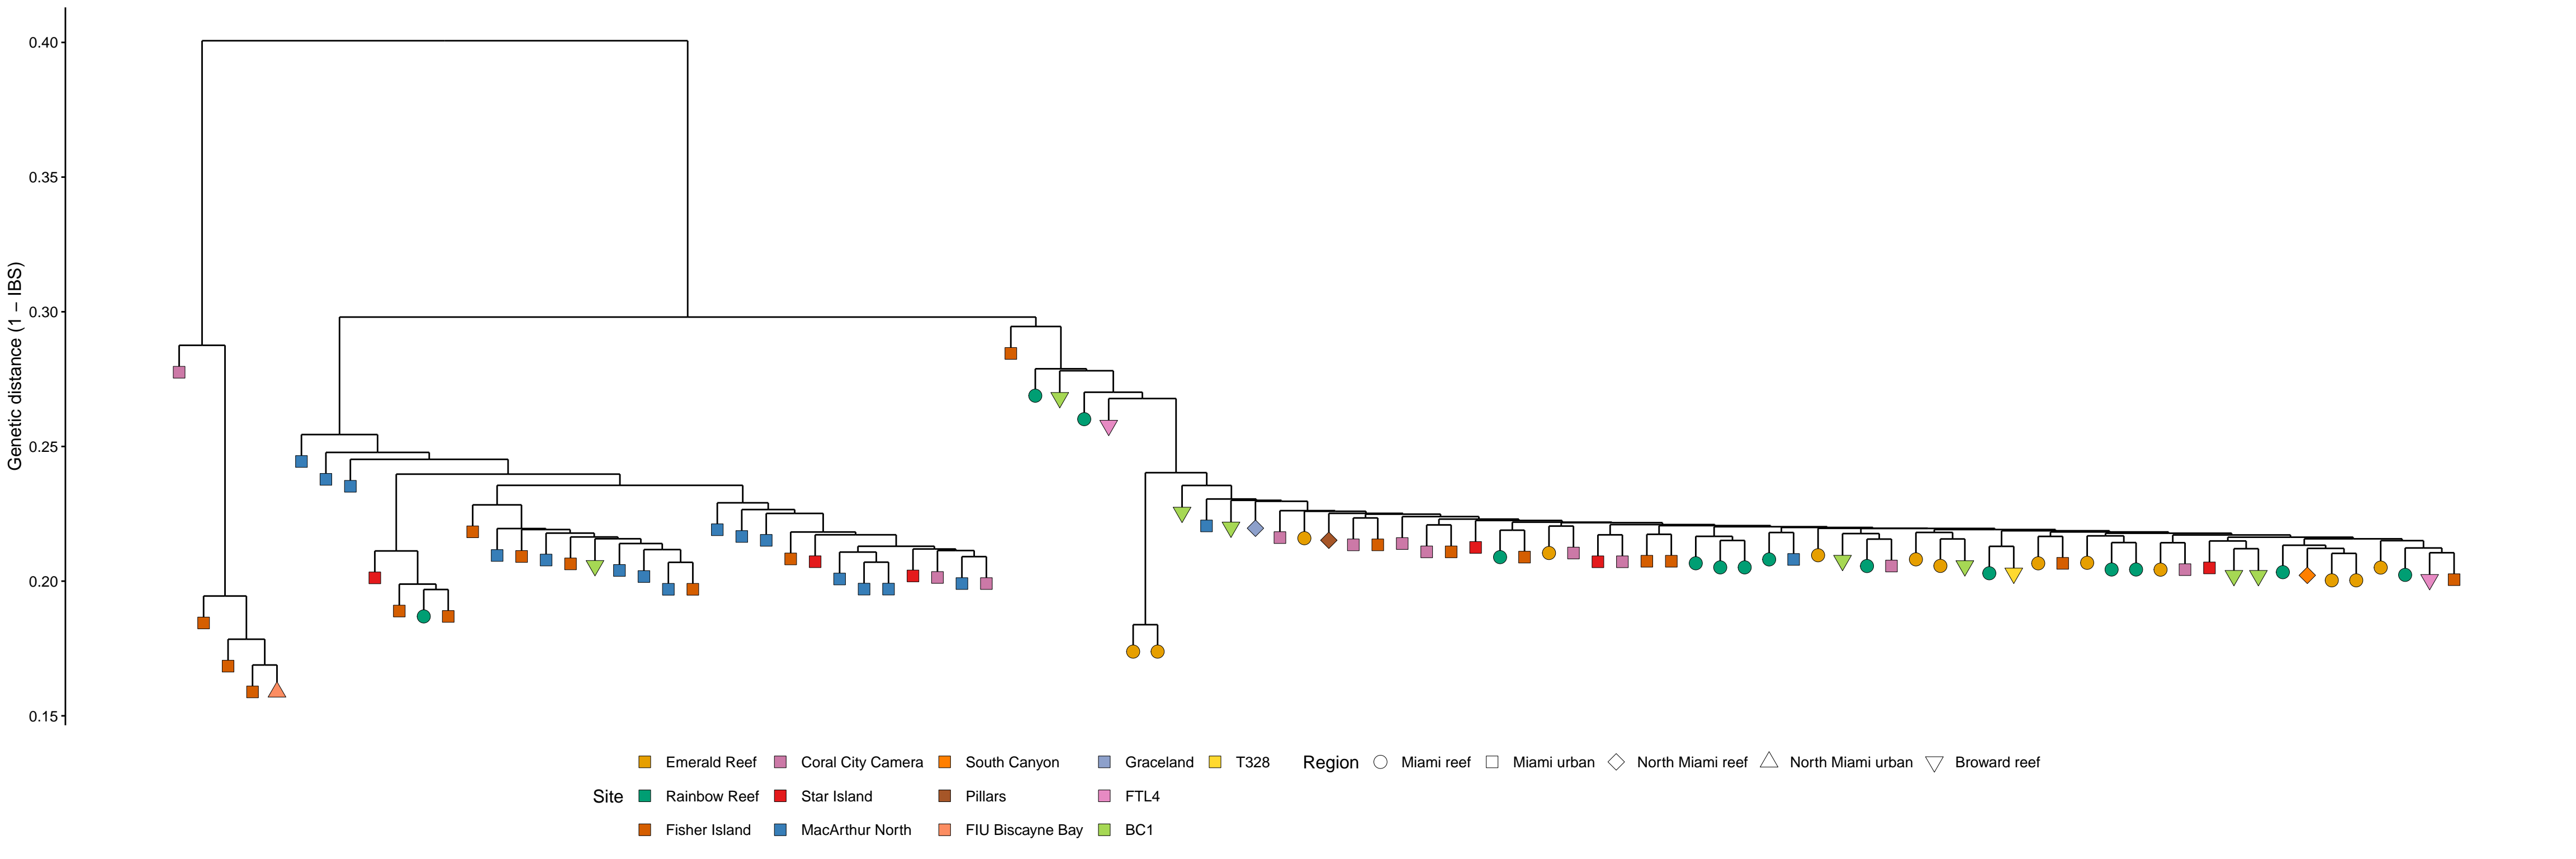 0.40
0.35
0.30
0.25
0.20
0.15
Genetic distance (1 − IBS)
Site
Emerald Reef
Rainbow Reef
Fisher Island
Coral City Camera
Star Island
MacArthur North
South Canyon
Pillars
FIU Biscayne Bay
Graceland
FTL4
BC1
T328
Region
Miami reef
Miami urban
North Miami reef
North Miami urban
Broward reef